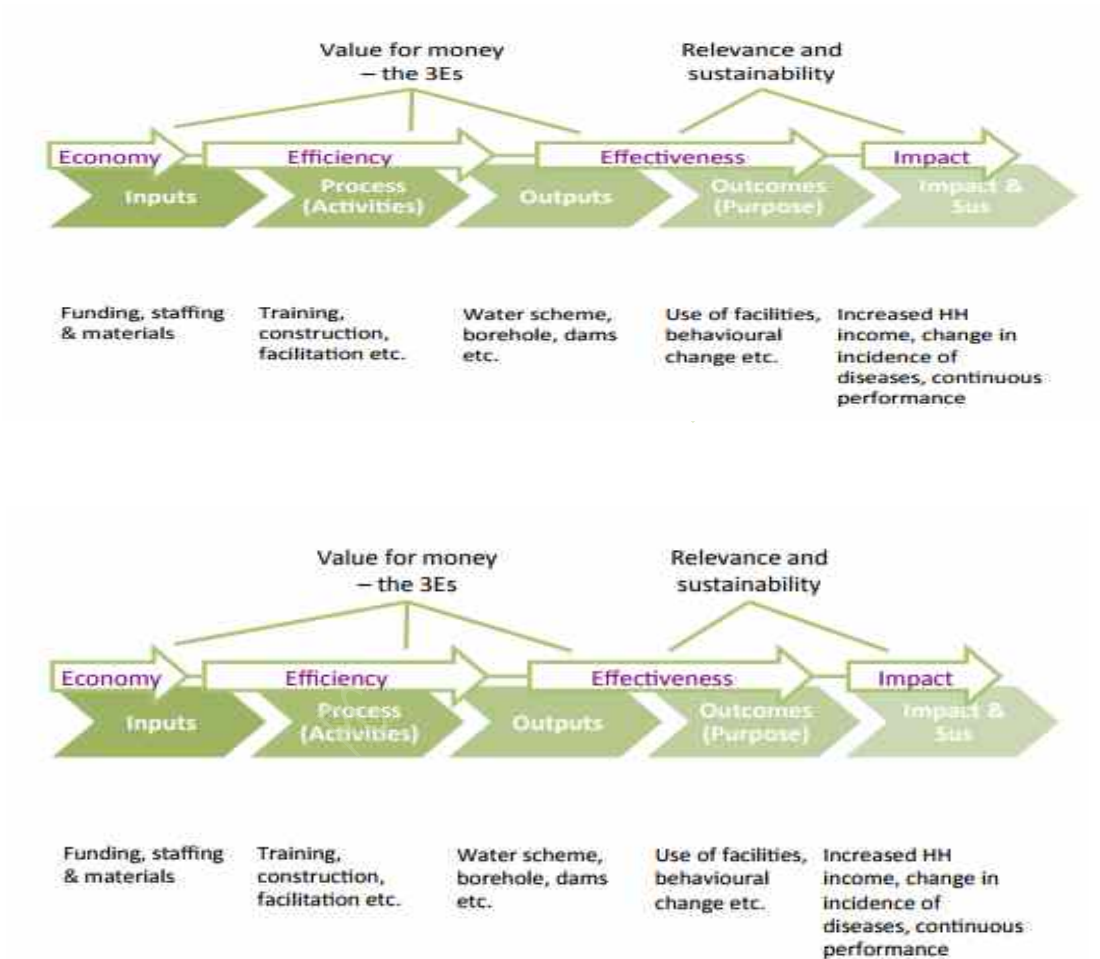 Value for money
– the 3Es
Relevance and
sustainability
Economy
Efficiency
Effectiveness
Impact
Inputs
Process
(Activities)
Outputs
Outcomes
(Purpose)
Impact &
Sus
Funding, staffing
& materials
Training,
construction,
facilitation etc.
Water scheme,
borehole, dams
etc.
Use of facilities,
behavioural
change etc.
Increased HH
income, change in
incidence of
diseases, continuous
performance
Value for money
– the 3Es
Relevance and
sustainability
Economy
Efficiency
Effectiveness
Impact
Inputs
Process
(Activities)
Outputs
Outcomes
(Purpose)
Impact &
Sus
Funding, staffing
& materials
Training,
construction,
facilitation etc.
Water scheme,
borehole, dams
etc.
Use of facilities,
behavioural
change etc.
Increased HH
income, change in
incidence of
diseases, continuous
performance